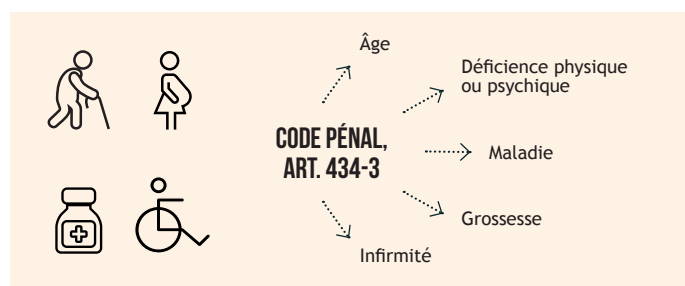 Âge
Déficience physique
ou psychique
CODE PÉNAL,
ART. 434-3
Maladie
Grossesse
Infirmité